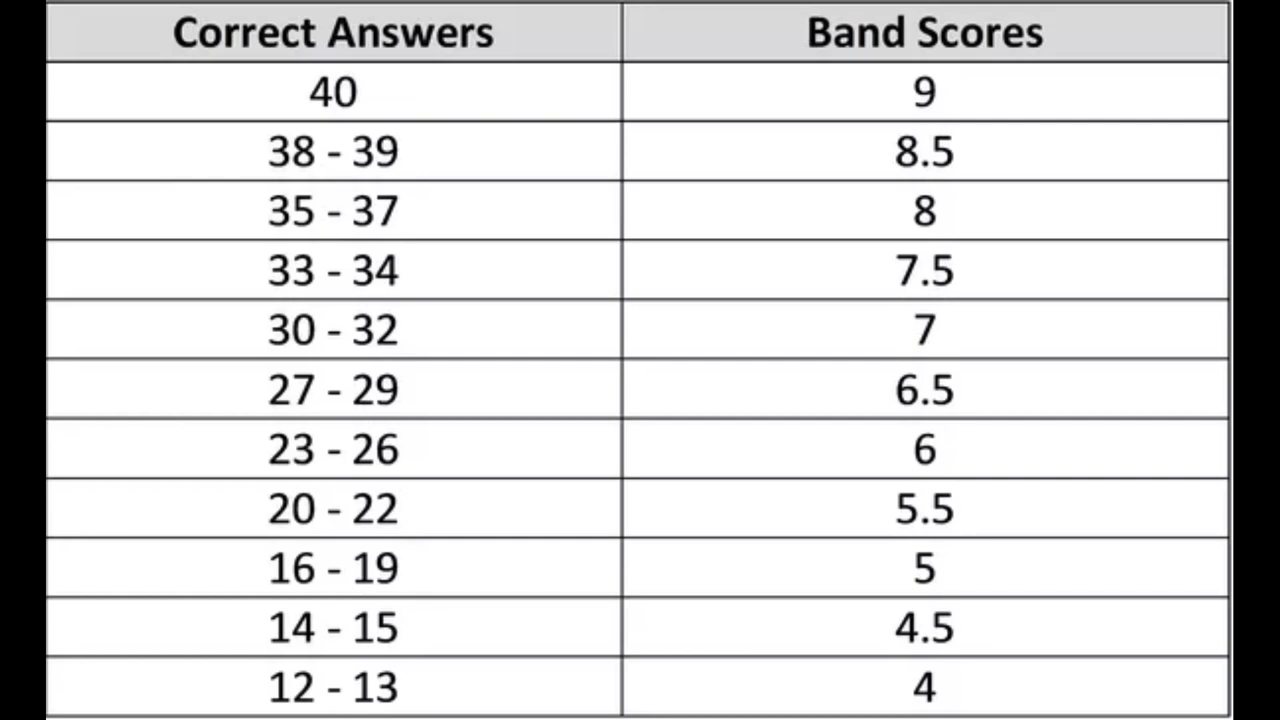 Correct Answers Band Scores
40 9
38 - 39 8.5
35 - 37 8
33 - 34 7.5
30 - 32 7
27 - 29 6.5
23 - 26 6
20 - 22 5.5
16 - 19 5
14 - 15 4.5
12 - 13 4